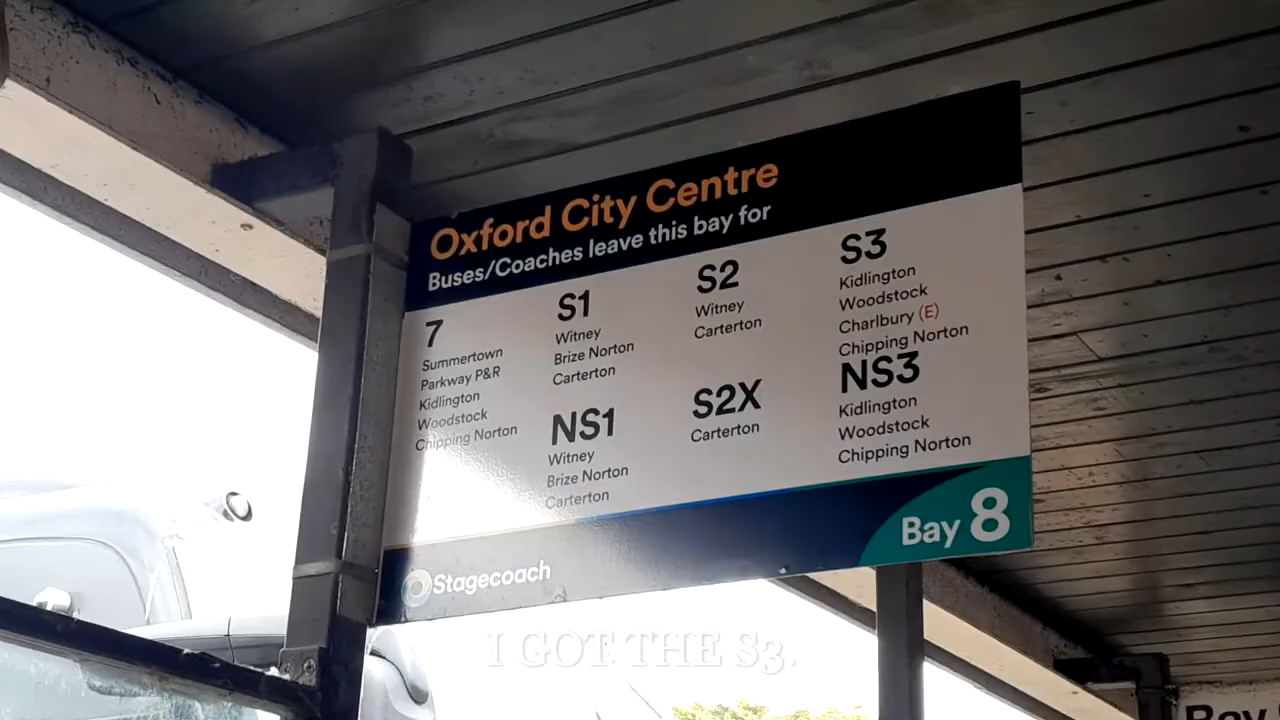 Oxford City Centre
Buses/Coaches leave this bay for
7
Summertown
Parkway P&R
Kidlington
Woodstock
Chipping Norton
S1
Witney
Brize Norton
Carterton
NS1
Witney
Brize Norton
Carterton
S2
Witney
Carterton
S2X
Carterton
S3
Kidlington
Woodstock
Charlbury (E)
Chipping Norton
NS3
Kidlington
Woodstock
Chipping Norton
Stagecoach
Bay 8
I GOT THE S3.
Bay